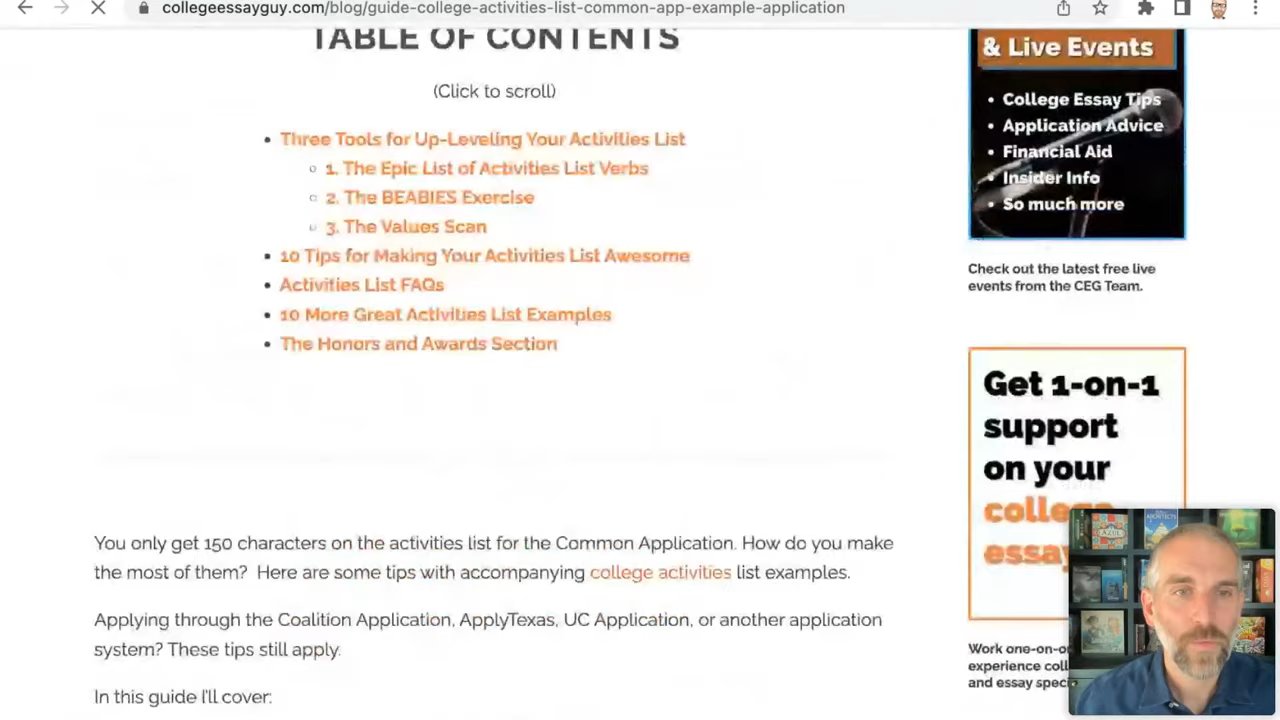 collegeessayguy.com/blog/guide-college-activities-list-common-app-example-application
TABLE OF CONTENTS
(Click to scroll)
Three Tools for Up-Leveling Your Activities List
1. The Epic List of Activities List Verbs
2. The BEABIES Exercise
3. The Values Scan
10 Tips for Making Your Activities List Awesome
Activities List FAQs
10 More Great Activities List Examples
The Honors and Awards Section
You only get 150 characters on the activities list for the Common Application. How do you make
the most of them? Here are some tips with accompanying college activities list examples.
Applying through the Coalition Application, ApplyTexas, UC Application, or another application
system? These tips still apply.
In this guide I'll cover:
& Live Events
College Essay Tips
Application Advice
Financial Aid
Insider Info
So much more
Check out the latest free live
events from the CEG Team.
Get 1-on-1
support
on your
college
essay
Work one-on-o
experience coll
and essay speci